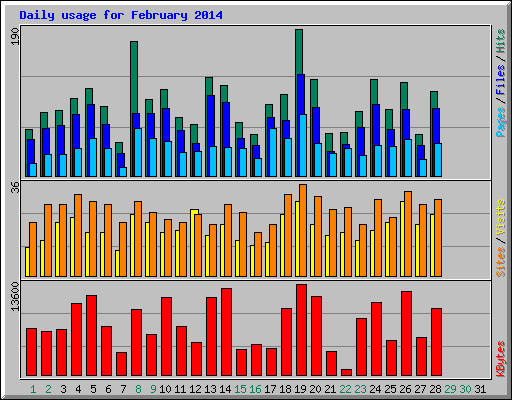 Daily usage for February 2014
190
Pages / Files / Hits
36
Sites / Visits
13600
KBytes
1 2 3 4 5 6 7 8 9 10 11 12 13 14 15 16 17 18 19 20 21 22 23 24 25 26 27 28 29 30 31